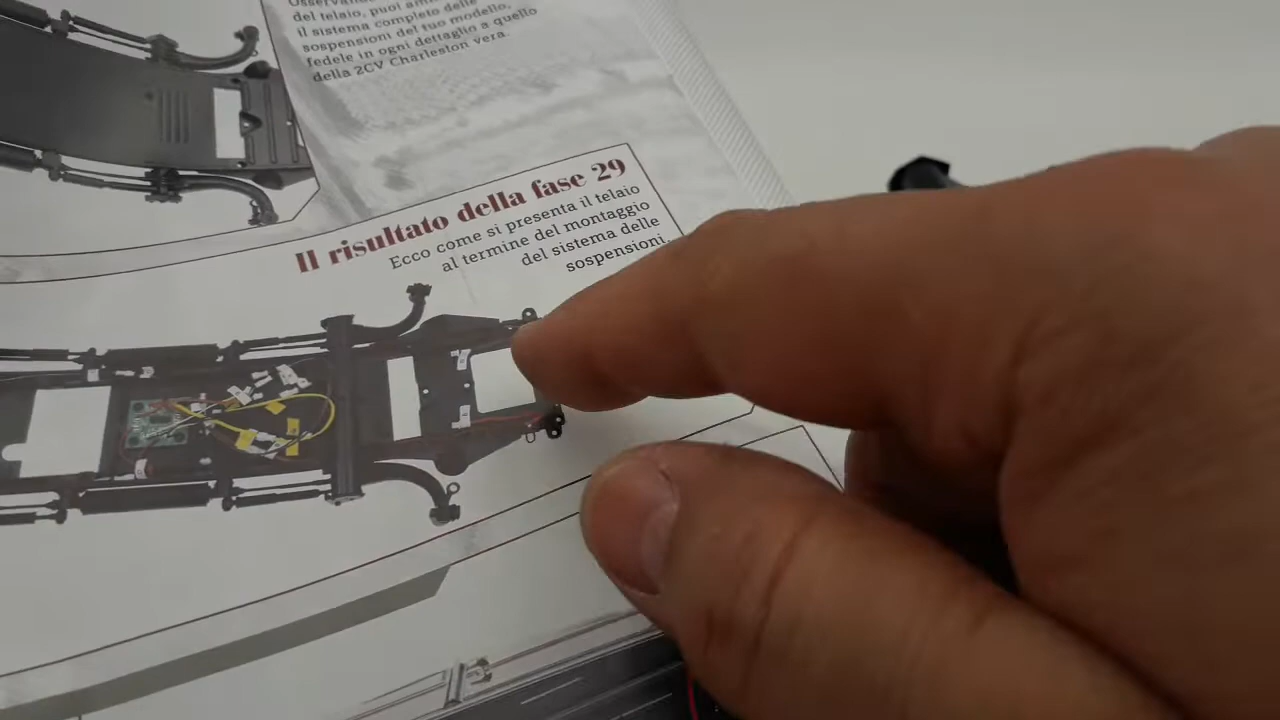 Osservando
del telaio, puoi
il sistema completo delle
sospensioni del tuo modello,
fedele in ogni dettaglio a quello
della 2CV Charleston vera.
Il risultato della fase 29
Ecco come si presenta il telaio
al termine del montaggio
del sistema delle
sospensioni.